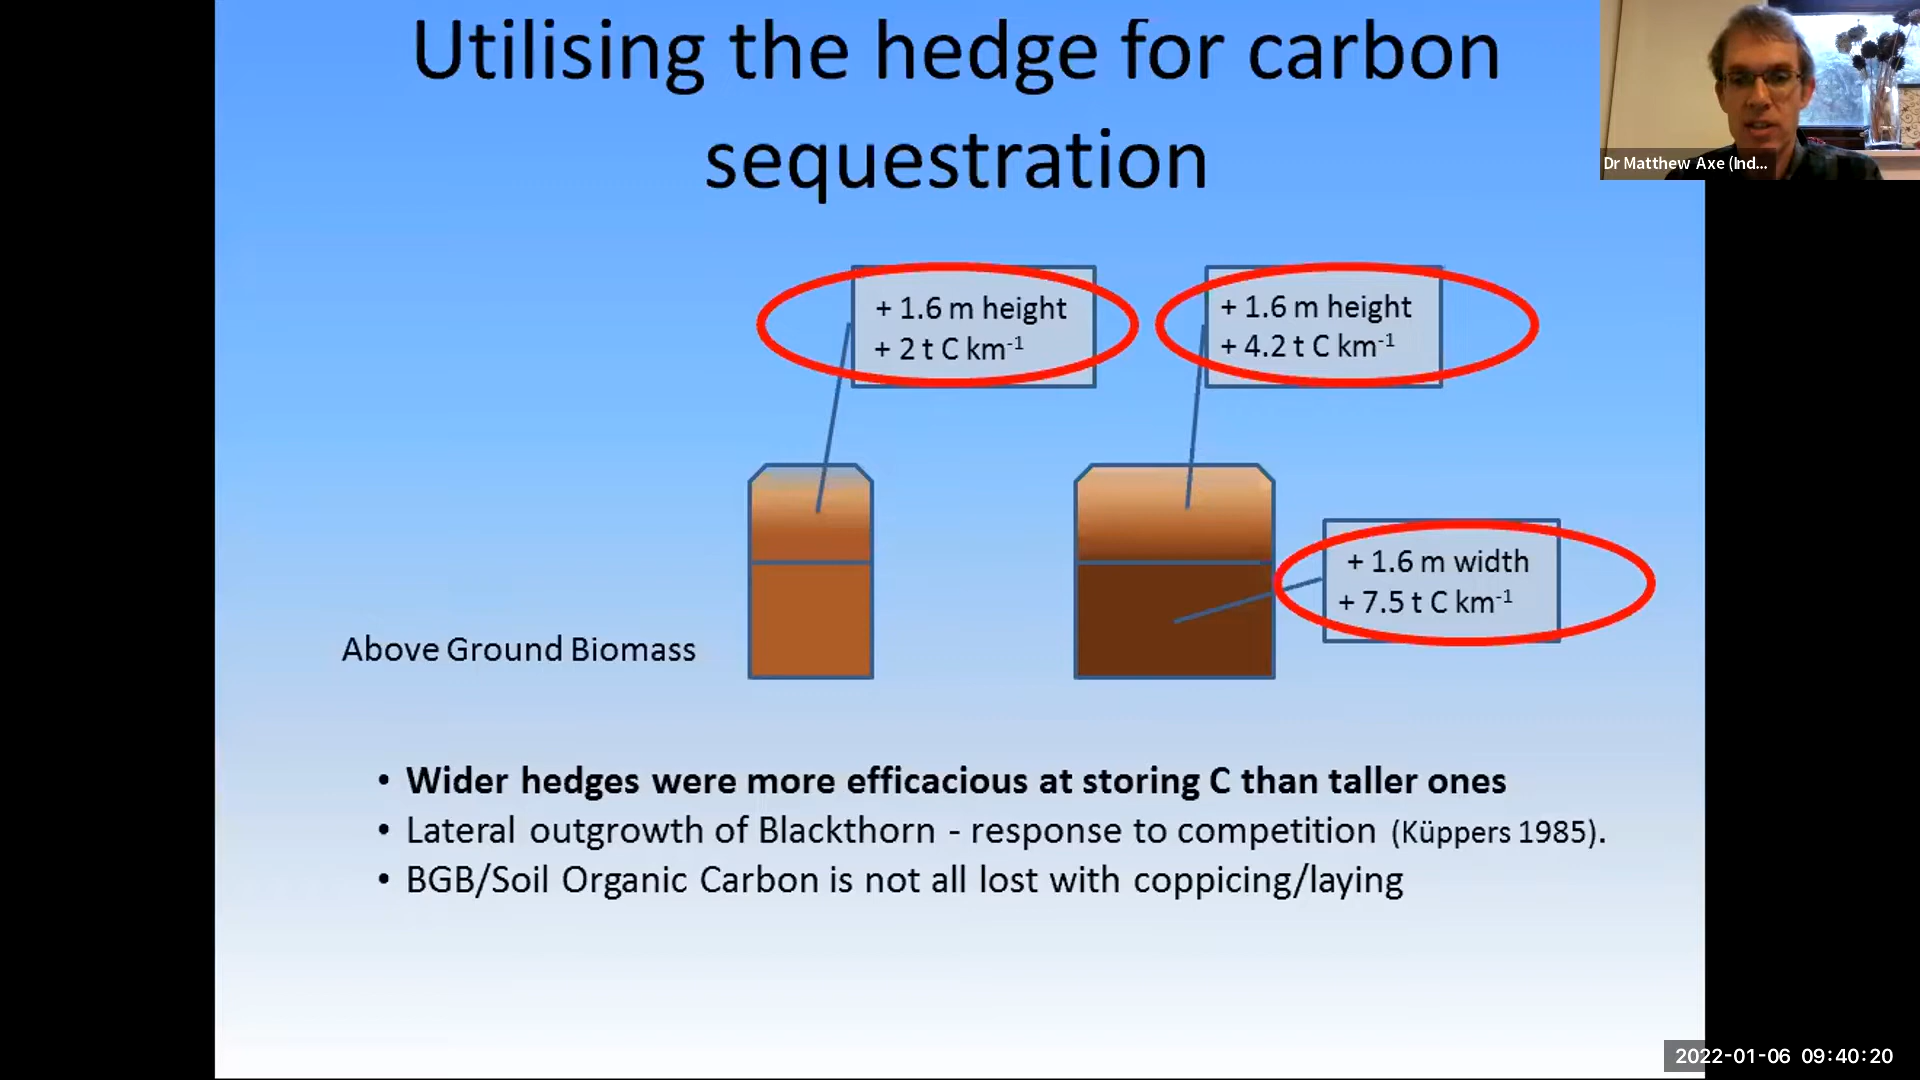 Utilising the hedge for carbon
sequestration
Dr Matthew Axe (Ind...
+ 1.6 m height
+ 2 t C km⁻¹
+ 1.6 m height
+ 4.2 t C km⁻¹
+ 1.6 m width
+ 7.5 t C km⁻¹
Above Ground Biomass
• Wider hedges were more efficacious at storing C than taller ones
• Lateral outgrowth of Blackthorn - response to competition (Küppers 1985).
• BGB/Soil Organic Carbon is not all lost with coppicing/laying
2022-01-06 09:40:20